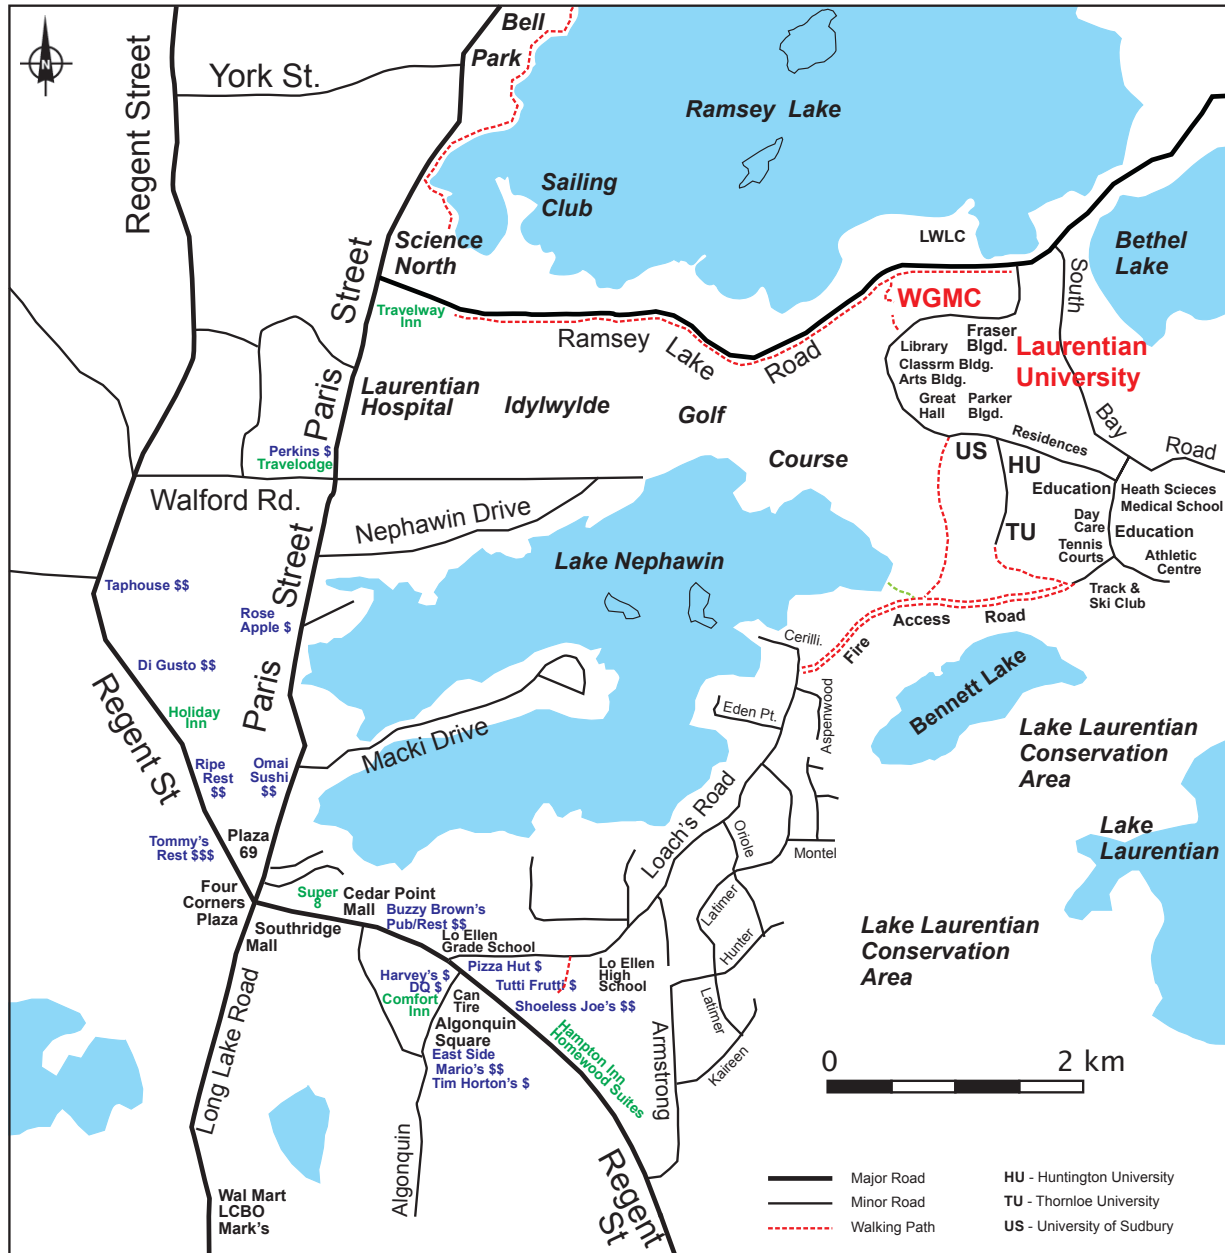 Bell
Park
N
York St.
Regent Street
Ramsey Lake
Sailing
Club
Science
North
LWLC
Bethel
Lake
Street
Paris
Travelway
Inn
WGMC
South
Bay
Road
Ramsey
Lake
Road
Fraser
Blgd.
Library
Classrm Bldg.
Arts Bldg.
Laurentian
University
Great
Hall
Parker
Blgd.
Laurentian
Hospital
Idylwylde
Golf
Course
Perkins $
Travelodge
US
HU
Residences
Walford Rd.
Nephawin Drive
Education
Heath Scieces
Medical School
Day
Care
TU
Education
Tennis
Courts
Athletic
Centre
Track &
Ski Club
Street
Paris
Lake Nephawin
Taphouse $$
Rose
Apple $
Fire
Access
Road
Cerilli.
Di Gusto $$
Regent St
Holiday
Inn
Eden Pt.
Aspenwood
Bennett Lake
Lake Laurentian
Conservation
Area
Macki Drive
Ripe
Rest
$$
Omai
Sushi
$$
Loach's Road
Oriole
Montel
Lake
Laurentian
Tommy's
Rest $$$
Plaza
69
Four
Corners
Plaza
Super
8
Cedar Point
Mall
Buzzy Brown's
Pub/Rest $$
Southridge
Mall
Lo Ellen
Grade School
Latimer
Hunter
Lake Laurentian
Conservation
Area
Pizza Hut $
Lo Ellen
High
School
Harvey's $
DQ $
Comfort
Inn
Tutti Frutti $
Can
Tire
Shoeless Joe's $$
Latimer
Algonquin
Square
Long Lake Road
East Side
Mario's $$
Tim Horton's $
Hampton Inn
Homewood Suites
Armstrong
Kaireen
0
2 km
Algonquin
Regent
St
Wal Mart
LCBO
Mark's
Major Road
Minor Road
Walking Path
HU - Huntington University
TU - Thornloe University
US - University of Sudbury